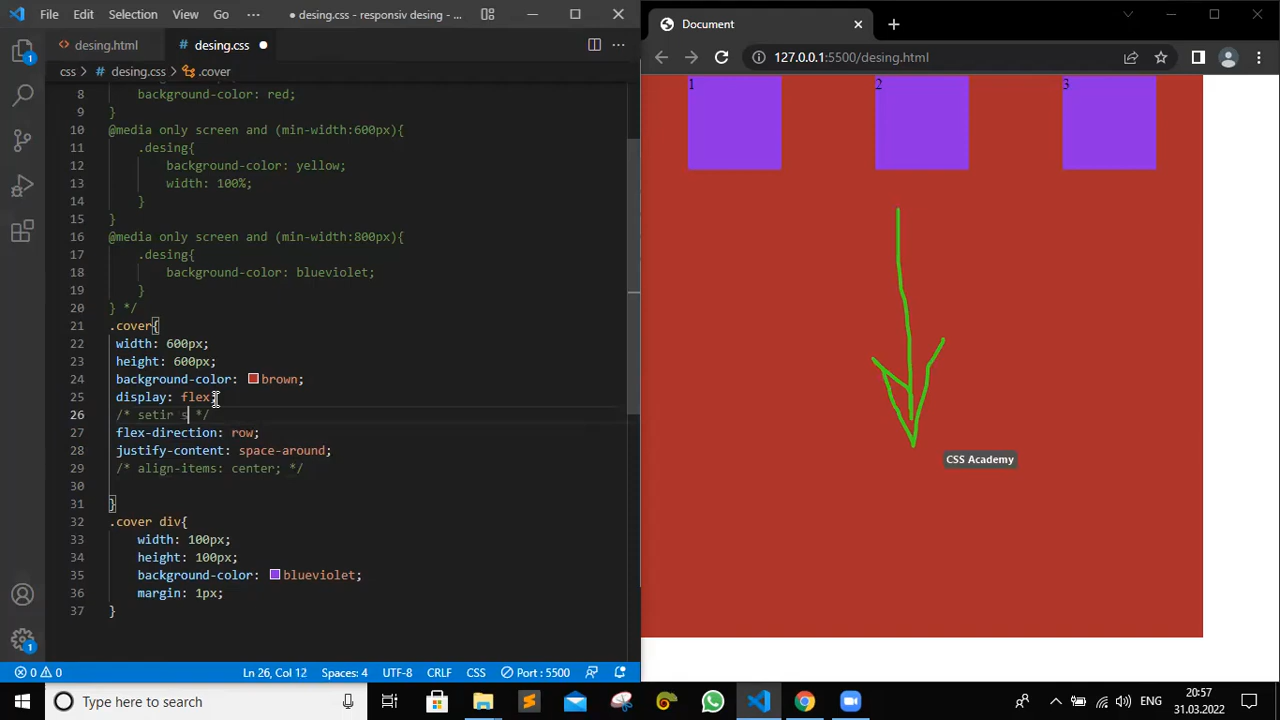 File Edit Selection View Go ··· ● desing.css - responsiv desing - ...
desing.html desing.css ●
css > # desing.css > .cover
8 background-color: red;
9 }
10 @media only screen and (min-width:600px){
11 .desing{
12 background-color: yellow;
13 width: 100%;
14 }
15 }
16 @media only screen and (min-width:800px){
17 .desing{
18 background-color: blueviolet;
19 }
20 } */
21 .cover{
22 width: 600px;
23 height: 600px;
24 background-color: brown;
25 display: flex;
26 /* setir s */
27 flex-direction: row;
28 justify-content: space-around;
29 /* align-items: center; */
30
31 }
32 .cover div{
33 width: 100px;
34 height: 100px;
35 background-color: blueviolet;
36 margin: 1px;
37 }
1
1
0 0 Ln 26, Col 12 Spaces: 4 UTF-8 CRLF CSS Port : 5500
Document
127.0.0.1:5500/desing.html
1 2 3
CSS Academy
Type here to search
ENG
20:57
31.03.2022